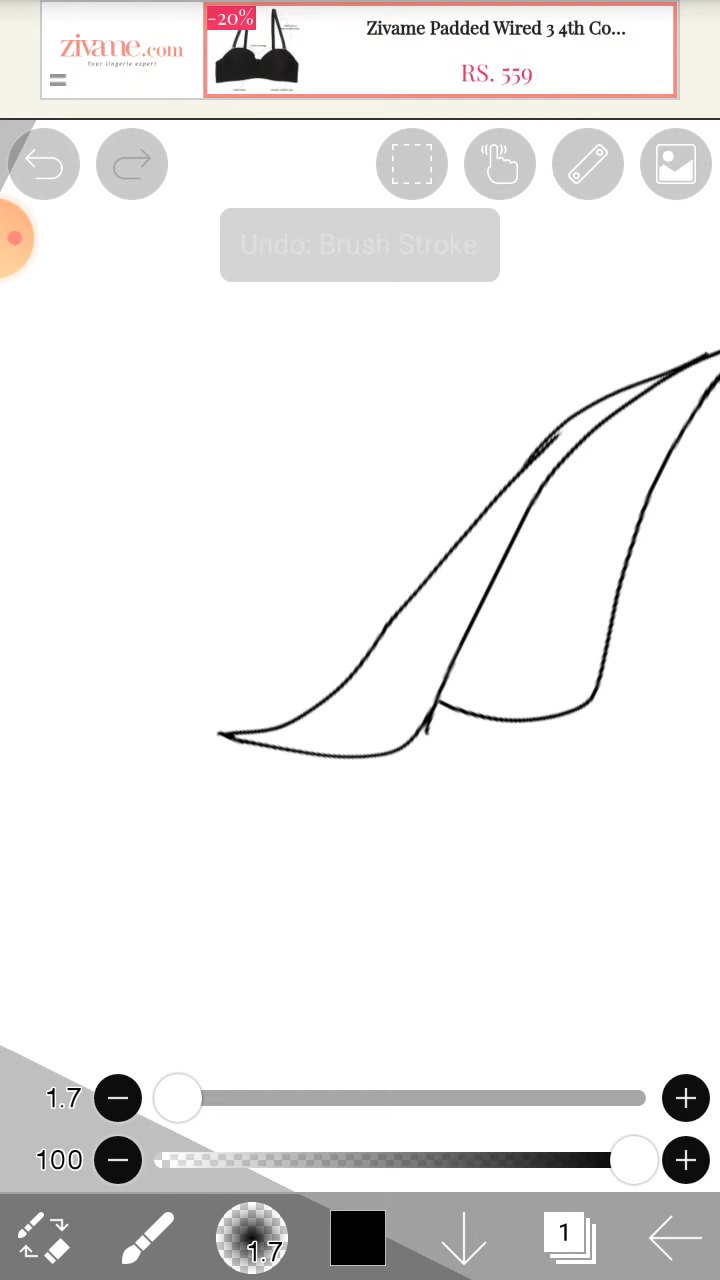 -20%
zivame.com
Your lingerie expert
Zivame Padded Wired 3 4th Co...
RS. 559
Undo: Brush Stroke
1.7
100
1.7
1